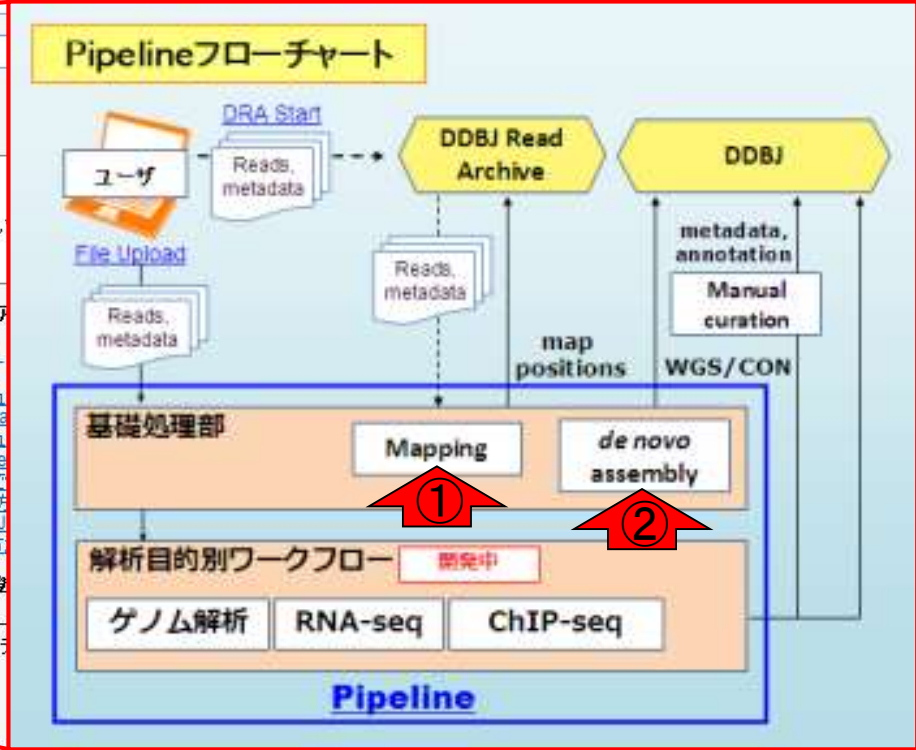 Pipelineフローチャート
DRA Start
ユーザ
Reads,
metadata
DDBJ Read
Archive
DDBJ
File Upload
Reads,
metadata
Reads,
metadata
map
positions
metadata,
annotation
Manual
curation
WGS/CON
基礎処理部
Mapping
de novo
assembly
①
②
解析目的別ワークフロー
開発中
ゲノム解析
RNA-seq
ChIP-seq
Pipeline